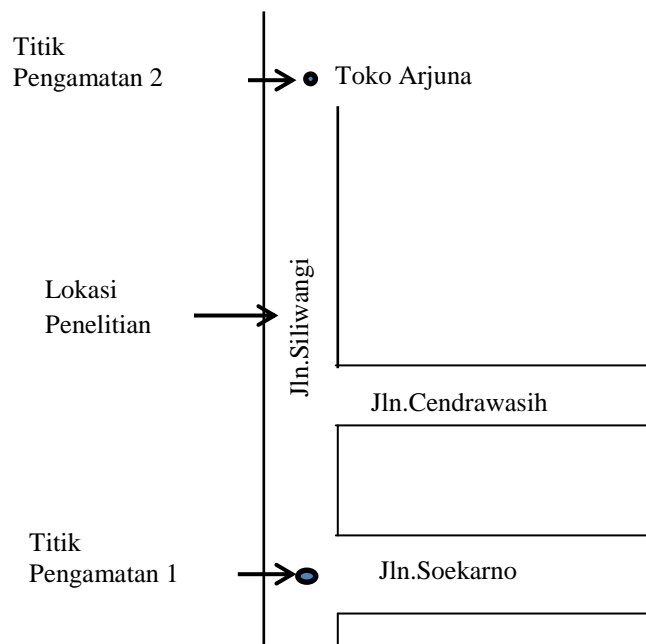 Titik
Pengamatan 2
Toko Arjuna
Lokasi
Penelitian
Jln.Siliwangi
Jln.Cendrawasih
Titik
Pengamatan 1
Jln.Soekarno